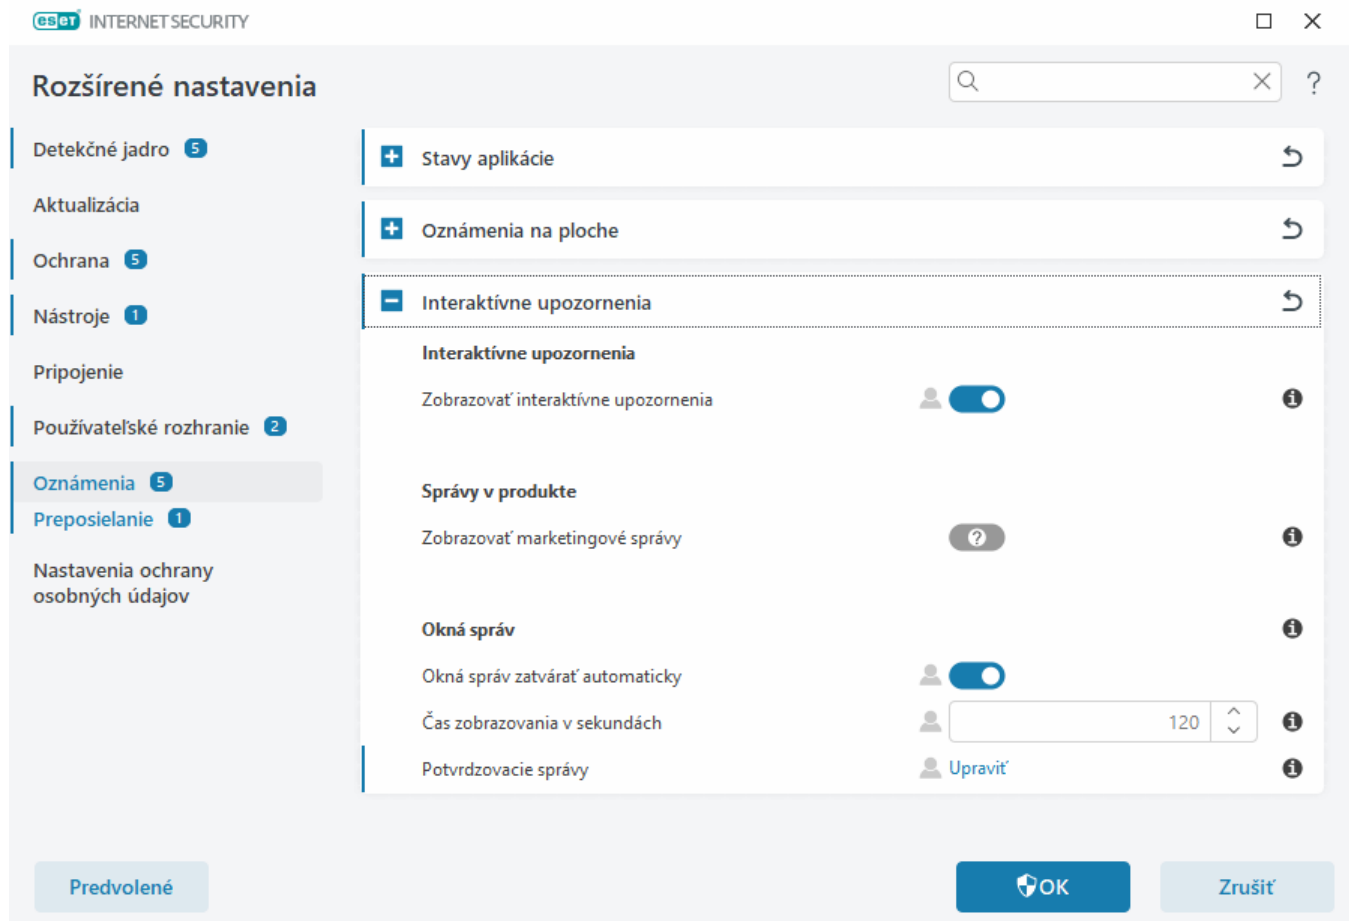 eset INTERNET SECURITY
Rozšírené nastavenia
?
Detekčné jadro 5
Aktualizácia
Ochrana 5
Nástroje 1
Pripojenie
Používateľské rozhranie 2
Oznámenia 5
Preposielanie 1
Nastavenia ochrany
osobných údajov
Stavy aplikácie
Oznámenia na ploche
Interaktívne upozornenia
Interaktívne upozornenia
Zobrazovať interaktívne upozornenia
Správy v produkte
Zobrazovať marketingové správy
Okná správ
Okná správ zatvárať automaticky
Čas zobrazovania v sekundách 120
Potvrdzovacie správy Upraviť
Predvolené
OK
Zrušiť